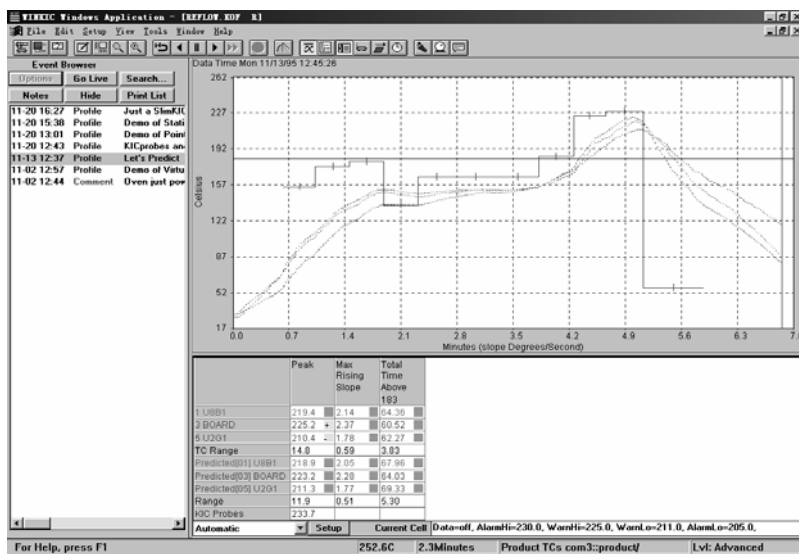 WINKIC Windows Application - [REFLOW.KOF R]
File Edit Setup View Tools Window Help
Event Browser
Options Go Live Search...
Notes Hide Print List
11-20 16:27 Profile Just a SlimKIC
11-20 15:38 Profile Demo of Stati
11-20 13:01 Profile Demo of Point
11-20 12:43 Profile KICprobes an
11-13 12:37 Profile Let's Predict
11-02 12:57 Profile Demo of Virtu
11-02 12:44 Comment Oven just pow
Data Time Mon 11/13/95 12:45:26
262
227
192
157
122
87
52
17
Celsius
0.0 0.7 1.4 2.1 2.8 3.5 4.2 4.9 5.6 6.3 7.
Minutes (slope Degrees/Second)
Peak Max Rising Slope Total Time Above 183
1 U8B1 219.4 2.14 64.36
3 BOARD 225.2 + 2.37 60.52
5 U2G1 210.4 - 1.78 62.27
TC Range 14.8 0.59 3.83
Predicted[01] U8B1 218.9 2.05 67.96
Predicted[03] BOARD 223.2 2.28 64.03
Predicted[05] U2G1 211.3 1.77 69.33
Range 11.9 0.51 5.30
KIC Probes 233.7
Automatic Setup Current Cell Data=off, AlarmHi=230.0, WarnHi=225.0, WarnLo=211.0, AlarmLo=205.0,
For Help, press F1 252.6C 2.3Minutes Product TCs com3::product/ Lvl: Advanced